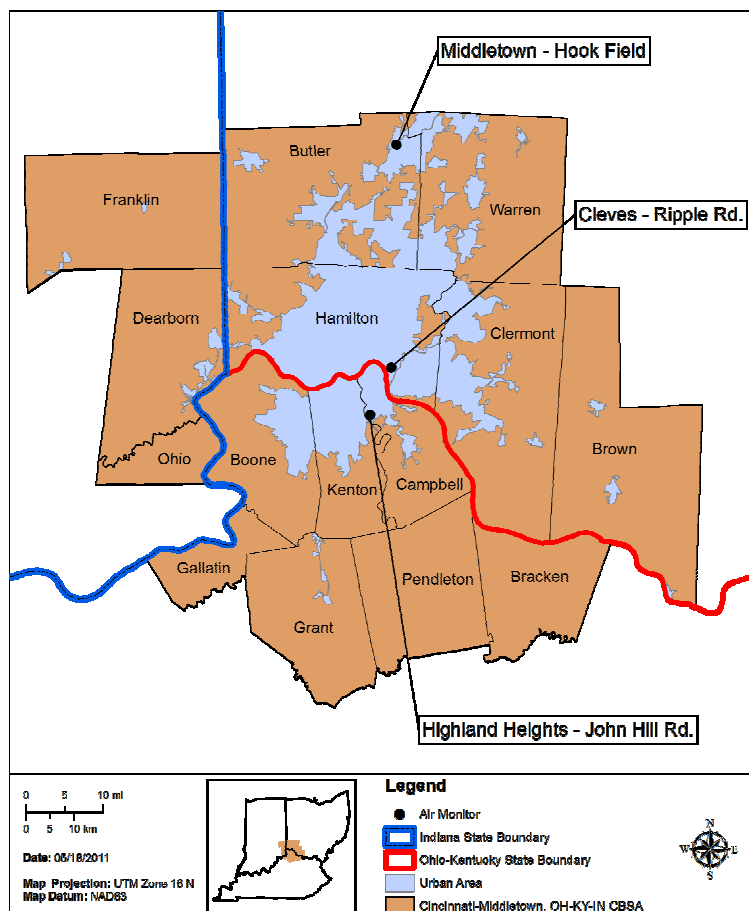 Middletown - Hook Field
Butler
Franklin
Warren
Cleves - Ripple Rd.
Dearborn
Hamilton
Clermont
Ohio
Boone
Brown
Kenton
Campbell
Gallatin
Pendleton
Bracken
Grant
Highland Heights - John Hill Rd.
0 5 10 mi
0 5 10 km
Date: 05/18/2011
Map Projection: UTM Zone 16 N
Map Datum: NAD83
Legend
Air Monitor
Indiana State Boundary
Ohio-Kentucky State Boundary
Urban Area
Cincinnati-Middletown, OH-KY-IN CBSA
N
W E
S